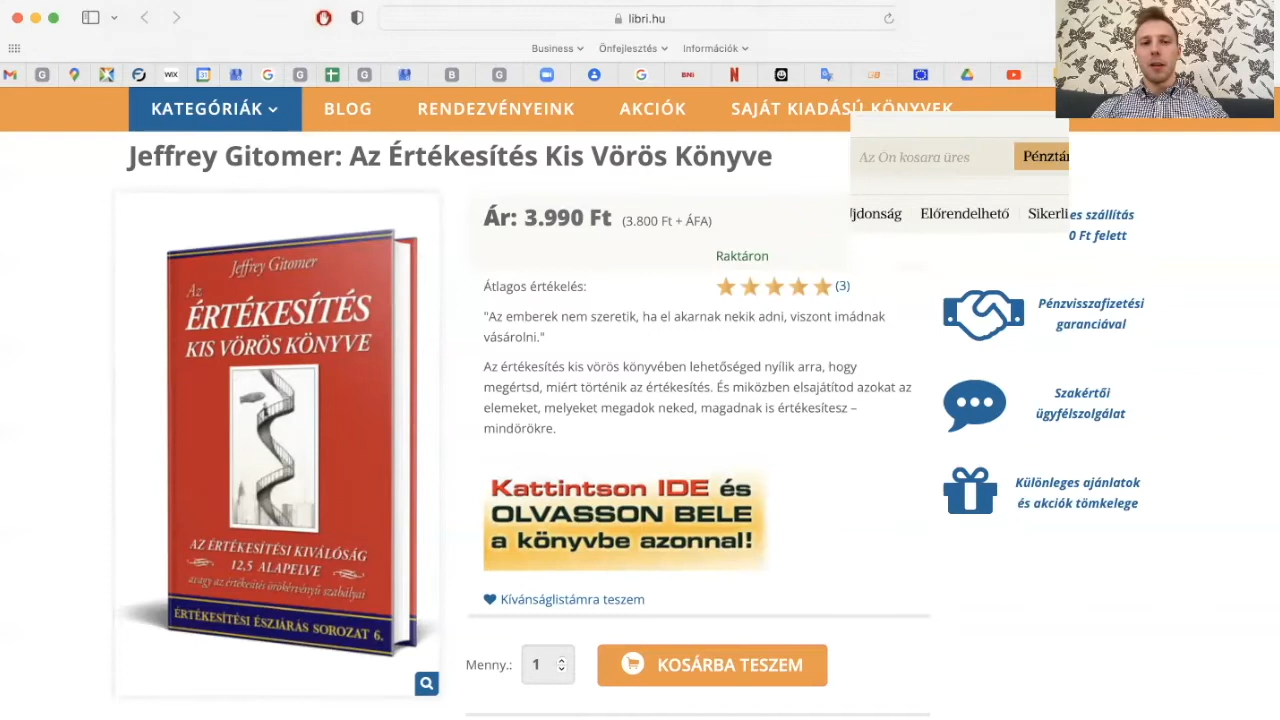 libri.hu
Business
Önfejlesztés
Információk
WIX
31
BNI
KATEGÓRIÁK
BLOG
RENDEZVÉNYEINK
AKCIÓK
SAJÁT KIADÁSÚ KÖNYVEK
Jeffrey Gitomer: Az Értékesítés Kis Vörös Könyve
Az Ön kosara üres
Pénztár
Újdonság
Előrendelhető
Sikerli
es szállítás
0 Ft felett
Jeffrey Gitomer
Az
ÉRTÉKESÍTÉS
KIS VÖRÖS KÖNYVE
AZ ÉRTÉKESÍTÉSI KIVÁLÓSÁG
12,5 ALAPELVE
avagy az értékesítés örökérvényű szabályai
ÉRTÉKESÍTÉSI ÉSZJÁRÁS SOROZAT 6.
Ár: 3.990 Ft (3.800 Ft + ÁFA)
Raktáron
Átlagos értékelés:
(3)
"Az emberek nem szeretik, ha el akarnak nekik adni, viszont imádnak
vásárolni."
Az értékesítés kis vörös könyvében lehetőséged nyílik arra, hogy
megértsd, miért történik az értékesítés. És miközben elsajátítod azokat az
elemeket, melyeket megadok neked, magadnak is értékesítesz –
mindörökre.
Kattintson IDE és
OLVASSON BELE
a könyvbe azonnal!
Kívánságlistámra teszem
Menny.: 1
KOSÁRBA TESZEM
Pénzvisszafizetési
garanciával
Szakértői
ügyfélszolgálat
Különleges ajánlatok
és akciók tömkelege